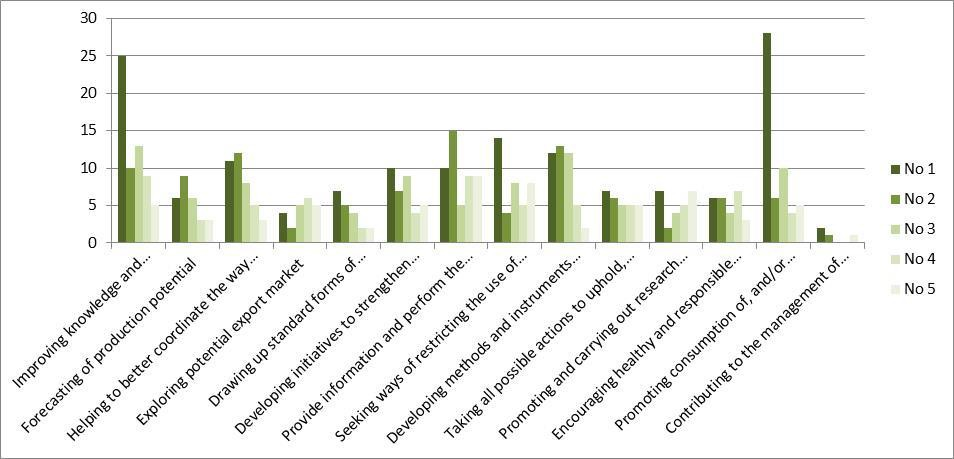 30
25
20
15
10
5
0
No 1
No 2
No 3
No 4
No 5
Improving knowledge and...
Forecasting of production potential
Helping to better coordinate the way...
Exploring potential export market
Drawing up standard forms of...
Developing initiatives to strengthen...
Provide information and perform the...
Seeking ways of restricting the use of...
Developing methods and instruments...
Taking all possible actions to uphold,...
Promoting and carrying out research...
Encouraging healthy and responsible...
Promoting consumption of, and/or...
Contributing to the management of...